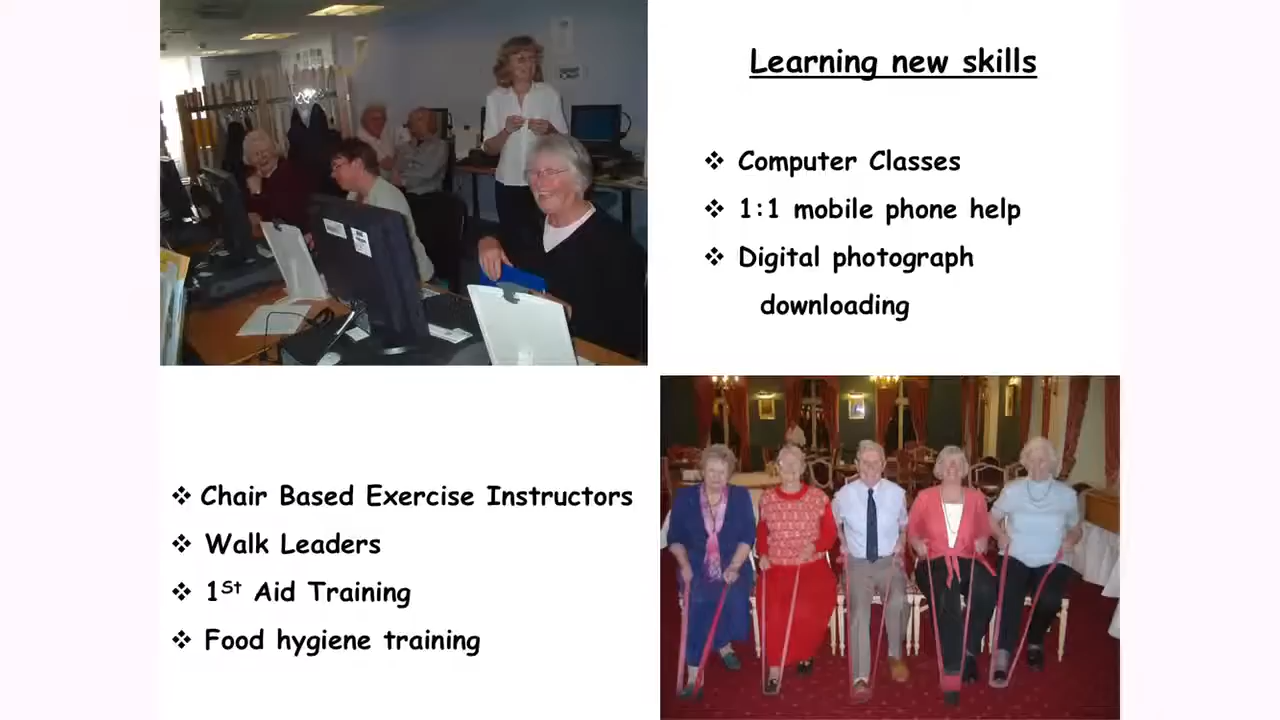 Learning new skills
❖ Computer Classes
❖ 1:1 mobile phone help
❖ Digital photograph
downloading
❖ Chair Based Exercise Instructors
❖ Walk Leaders
❖ 1St Aid Training
❖ Food hygiene training